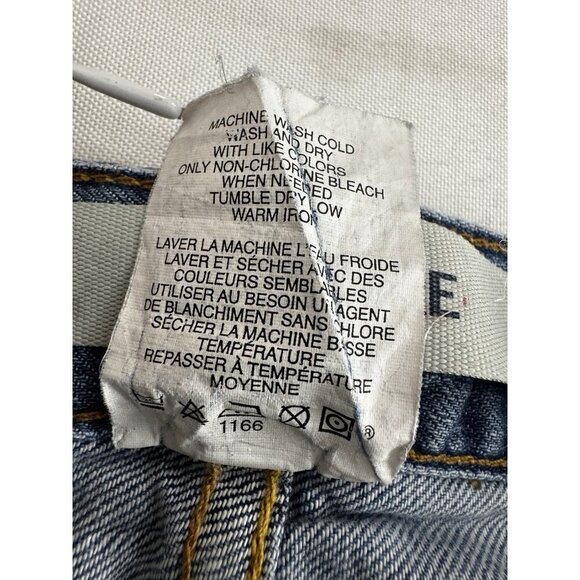 MACHINE WASH COLD
WASH AND DRY
WITH LIKE COLORS
ONLY NON-CHLORINE BLEACH
WHEN NEEDED
TUMBLE DRY LOW
WARM IRON
LAVER LA MACHINE L'EAU FROIDE
LAVER ET SÉCHER AVEC DES
COULEURS SEMBLABLES
UTILISER AU BESOIN UN AGENT
DE BLANCHIMENT SANS CHLORE
SÉCHER LA MACHINE BASSE
TEMPÉRATURE
REPASSER À TEMPÉRATURE
MOYENNE
®
1166
E